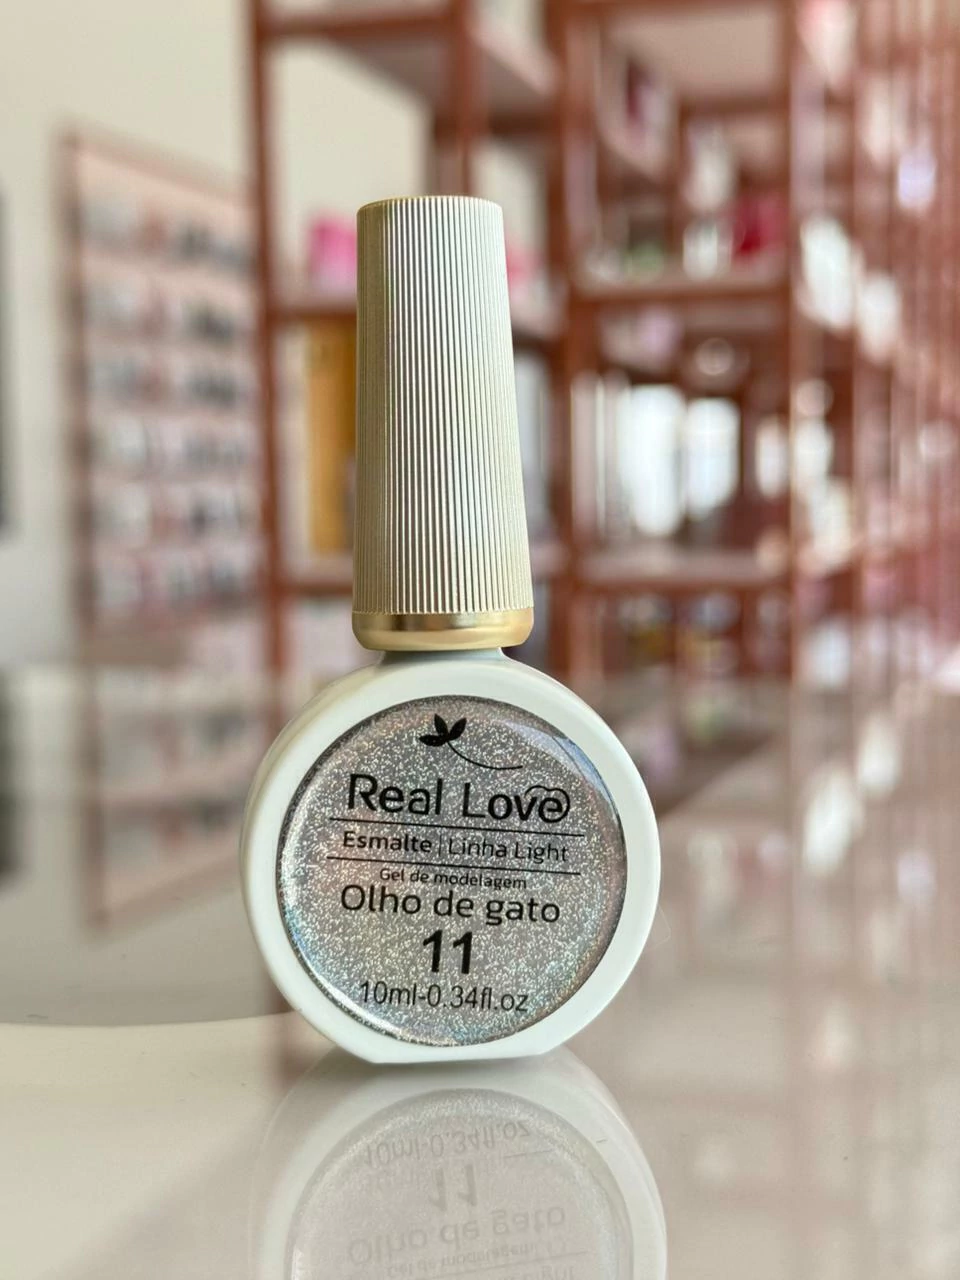 Real Love
Esmalte | Linha Light
Gel de modelagem
Olho de gato
11
10ml-0.34fl.oz